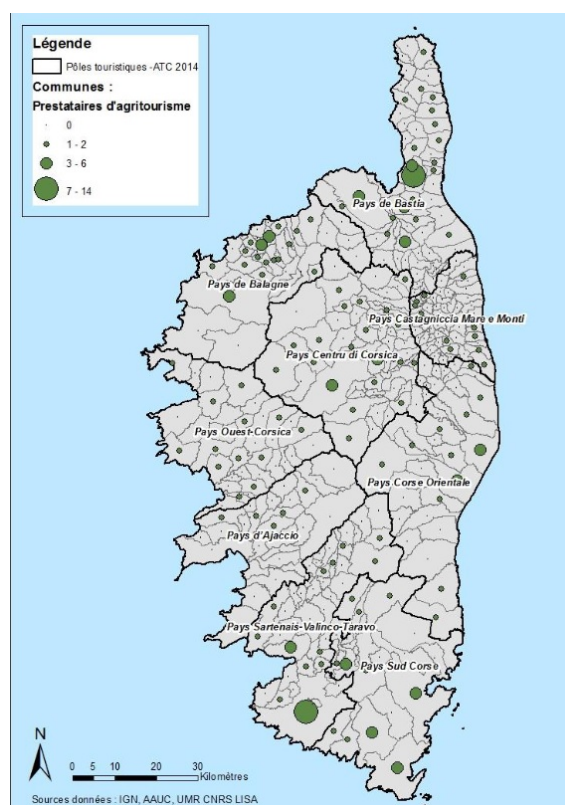 Légende
Pôles touristiques -ATC 2014
Communes :
Prestataires d'agritourisme
0
1 - 2
3 - 6
7 - 14
Pays de Bastia
Pays de Balagne
Pays Castagniccia Mare e Monti
Pays Centru di Corsica
Pays Ouest-Corsica
Pays Corse Orientale
Pays d'Ajaccio
Pays Sartenais-Valinco-Taravo
Pays Sud Corse
N
0 5 10 20 30
Kilomètres
Sources données : IGN, AAUC, UMR CNRS LISA